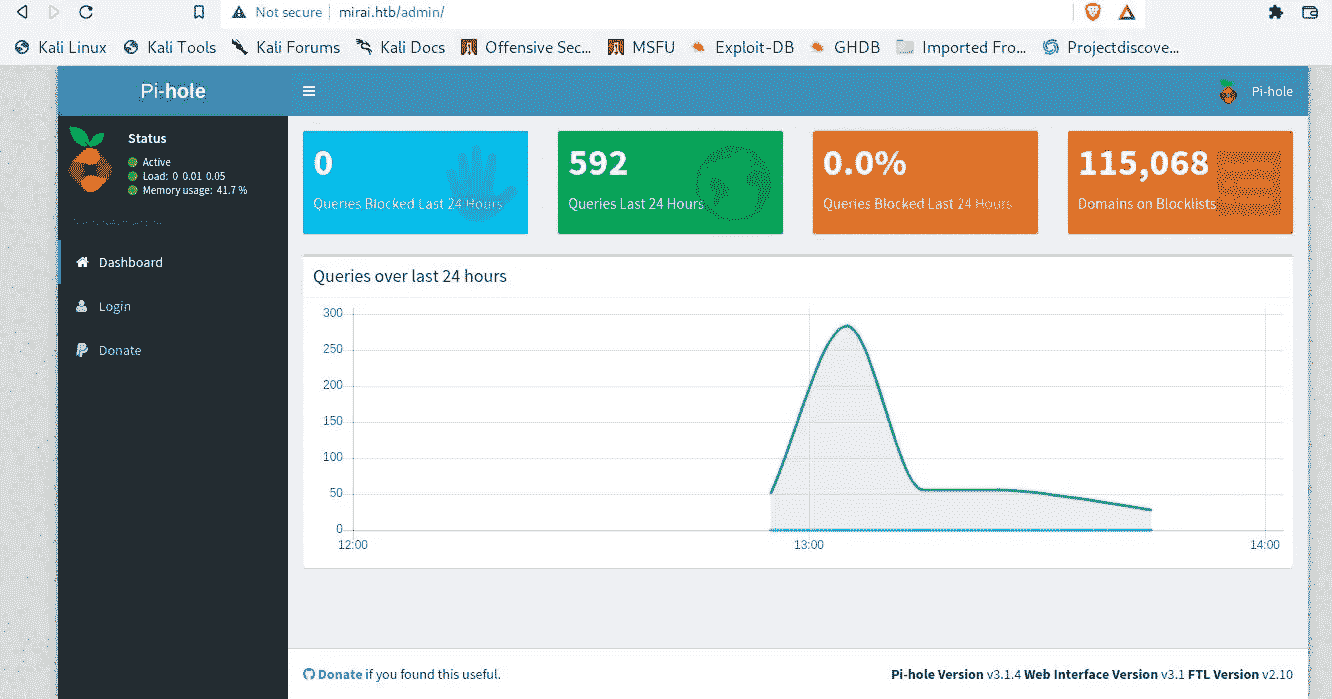 Not secure mirai.htb/admin/
Kali Linux Kali Tools Kali Forums Kali Docs Offensive Sec... MSFU Exploit-DB GHDB Imported Fro... Projectdiscove...
Pi-hole Pi-hole
Status
Active
Load: 0 0.01 0.05
Memory usage: 41.7 %
0 592 0.0% 115,068
Queries Blocked Last 24 Hours Queries Last 24 Hours Queries Blocked Last 24 Hours Domains on Blocklists
Dashboard
Login
Donate
Queries over last 24 hours
300
250
200
150
100
50
0
12:00 13:00 14:00
Donate if you found this useful. Pi-hole Version v3.1.4 Web Interface Version v3.1 FTL Version v2.10